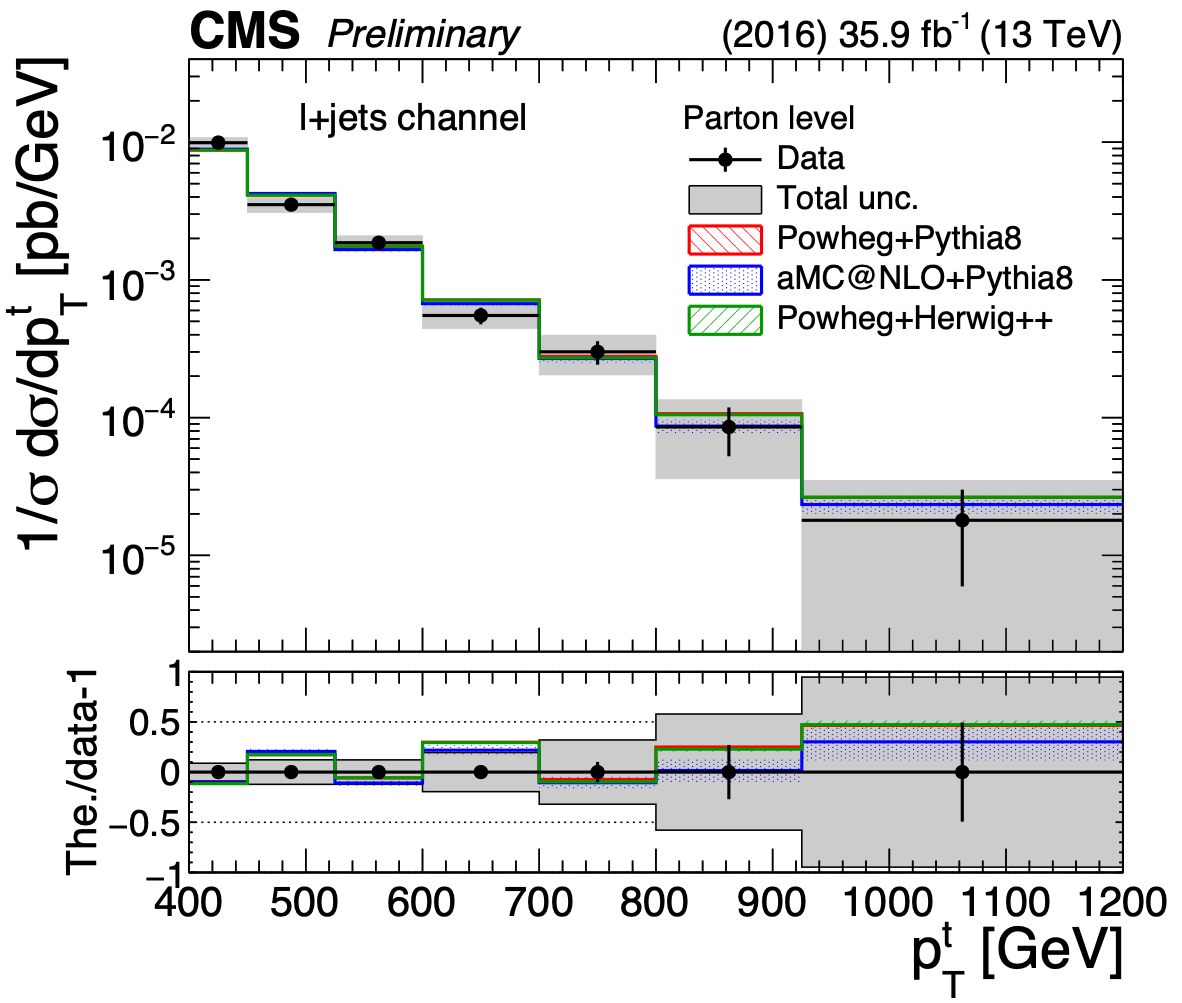 CMS Preliminary (2016) 35.9 fb⁻¹ (13 TeV)
1/σ dσ/dp_T^t [pb/GeV]
l+jets channel
Parton level
Data
Total unc.
Powheg+Pythia8
aMC@NLO+Pythia8
Powheg+Herwig++
10⁻²
10⁻³
10⁻⁴
10⁻⁵
The./data-1
1
0.5
0
−0.5
−1
400 500 600 700 800 900 1000 1100 1200
p_T^t [GeV]